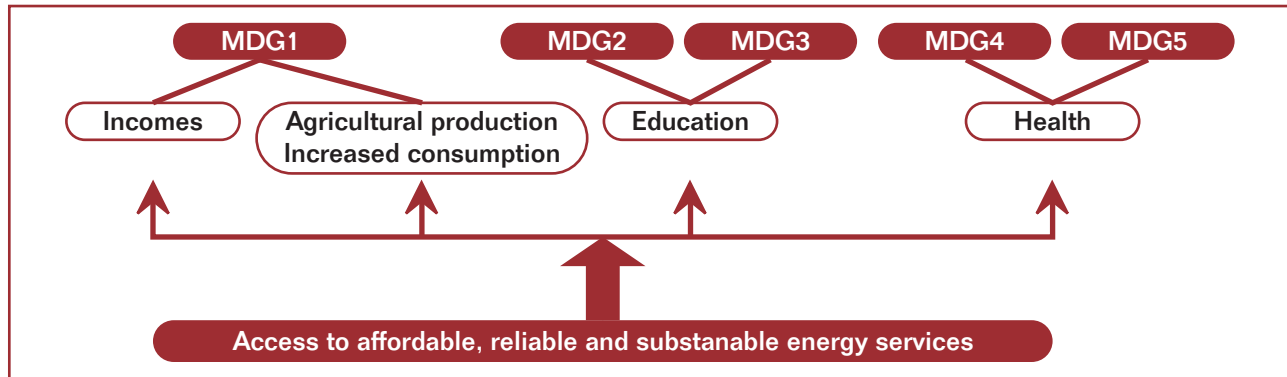 MDG1
MDG2
MDG3
MDG4
MDG5
Incomes
Agricultural production
Increased consumption
Education
Health
Access to affordable, reliable and substanable energy services